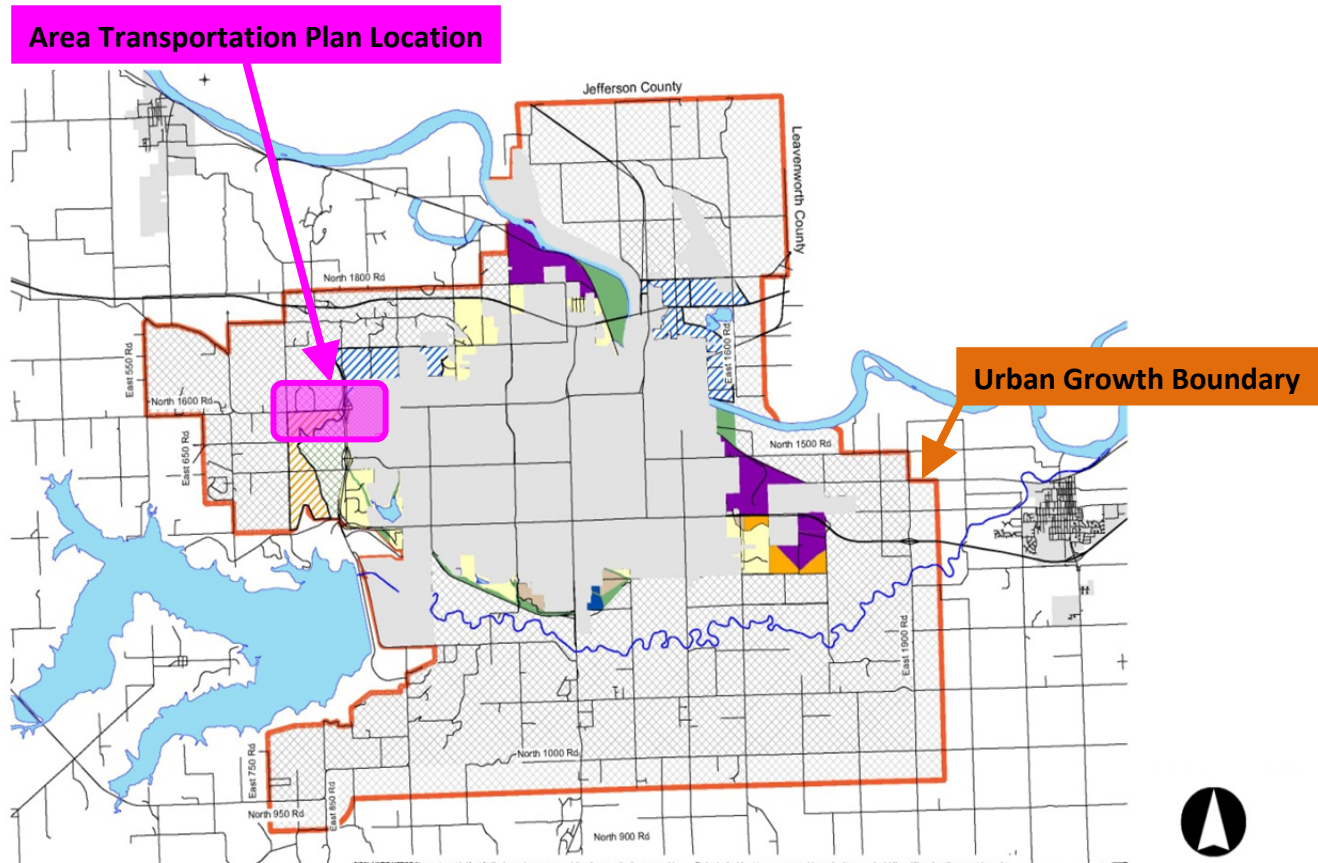 Area Transportation Plan Location
Jefferson County
Leavenworth County
North 1800 Rd
East 550 Rd
East 1600 Rd
Urban Growth Boundary
North 1600 Rd
East 650 Rd
North 1500 Rd
East 1900 Rd
North 1000 Rd
East 750 Rd
East 850 Rd
North 950 Rd
North 900 Rd